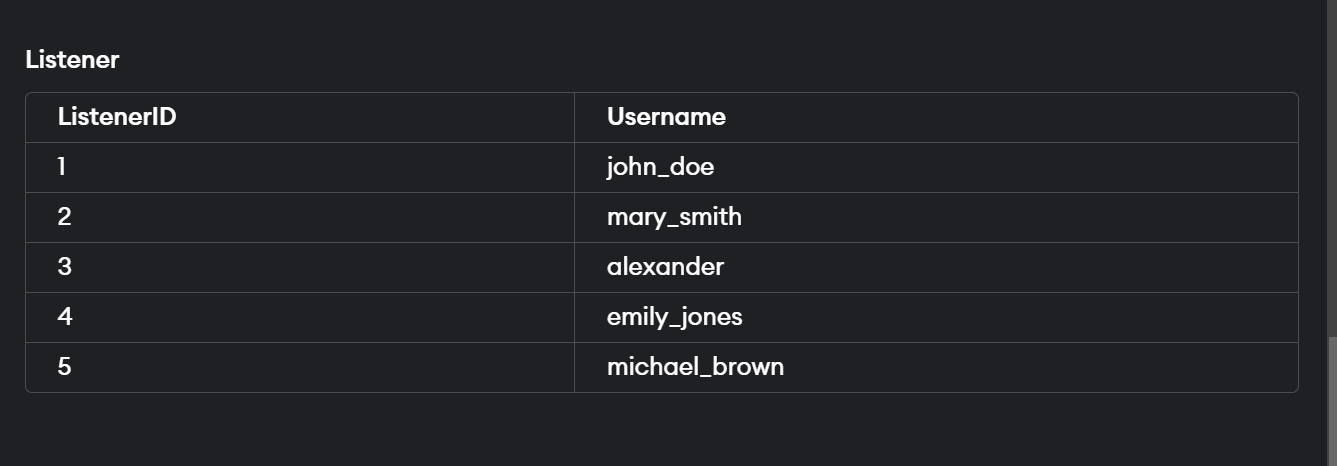 Listener
ListenerID Username
1 john_doe
2 mary_smith
3 alexander
4 emily_jones
5 michael_brown